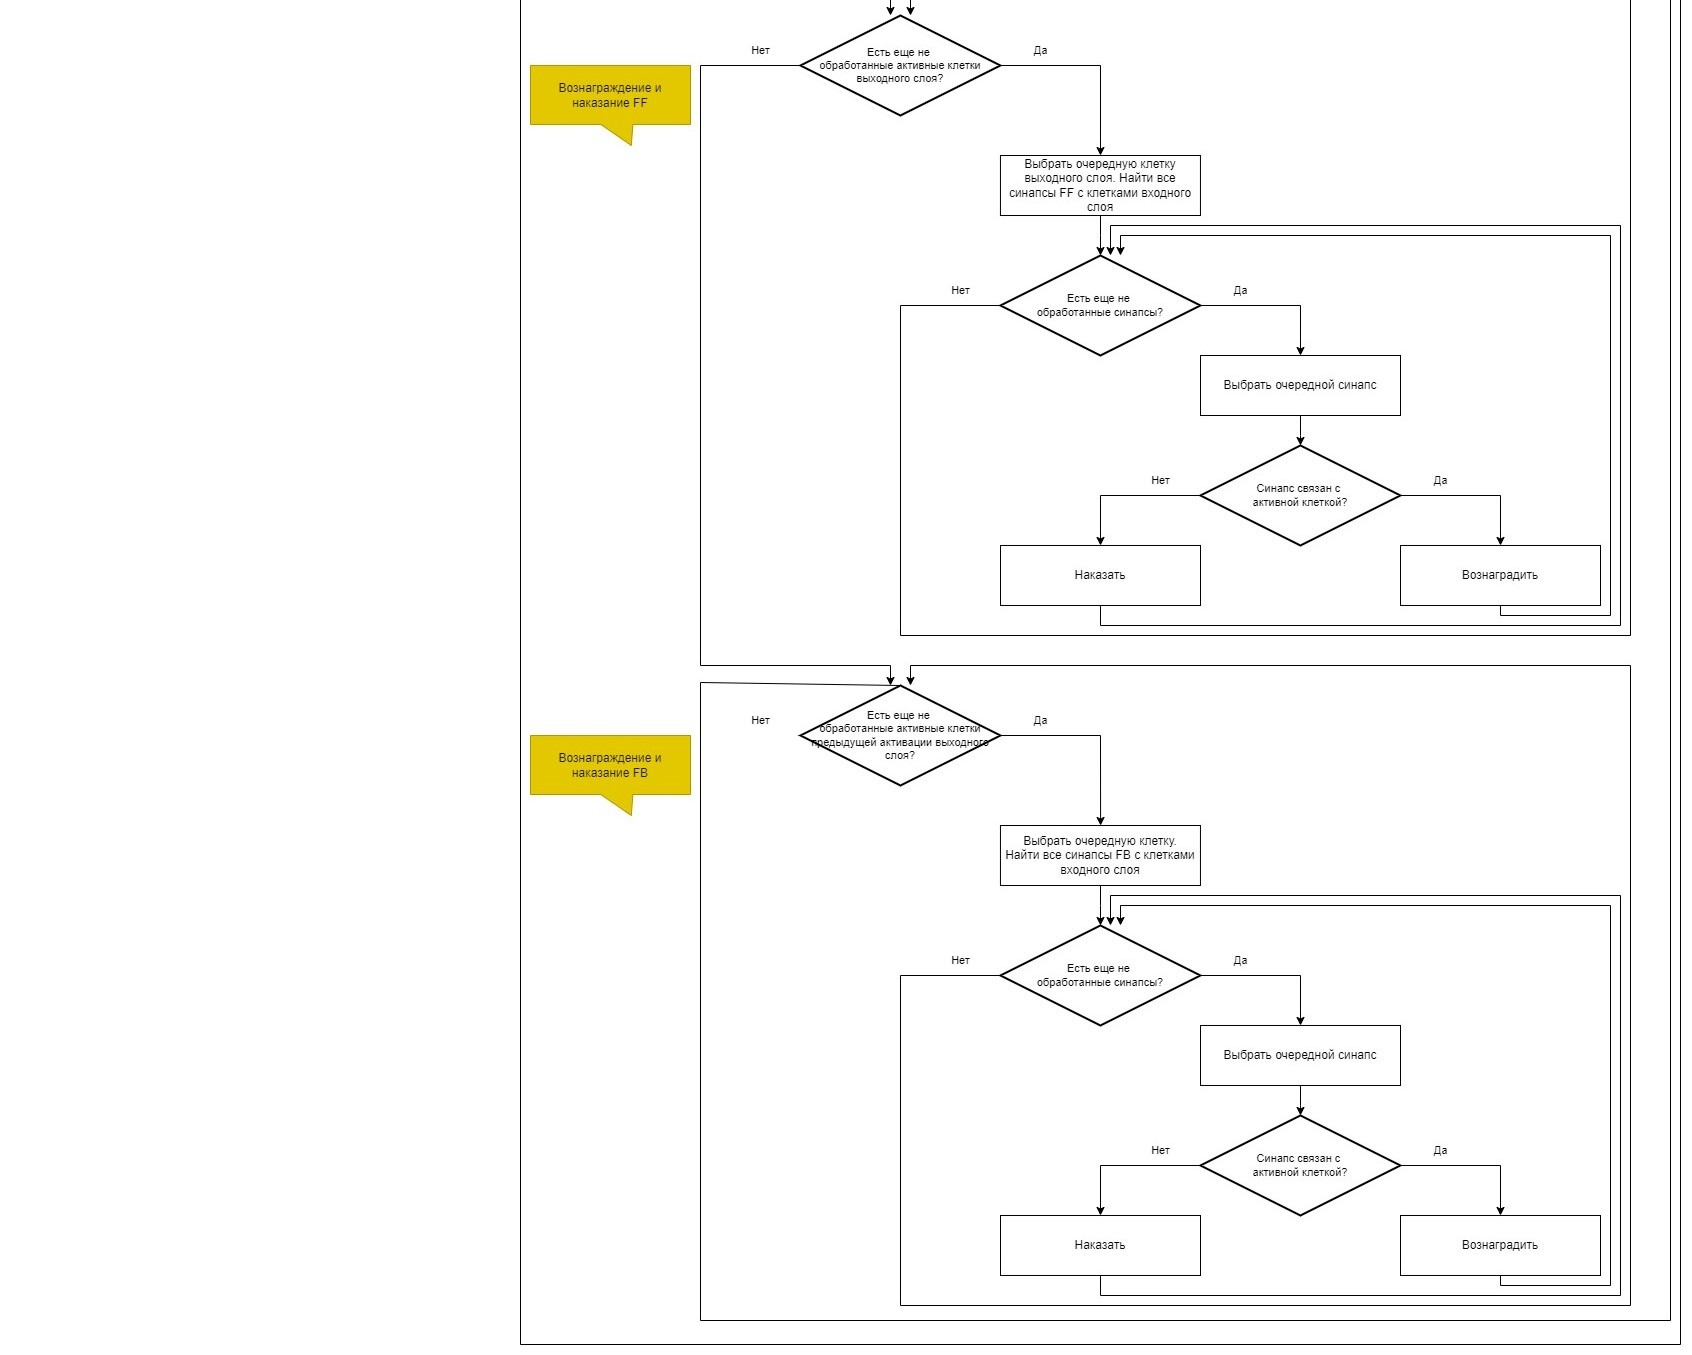 Нет
Есть еще не
обработанные активные клетки
выходного слоя?
Да
Вознаграждение и
наказание FF
Выбрать очередную клетку
выходного слоя. Найти все
синапсы FF с клетками входного
слоя
Нет
Есть еще не
обработанные синапсы?
Да
Выбрать очередной синапс
Нет
Синапс связан с
активной клеткой?
Да
Наказать
Вознаградить
Нет
Есть еще не
обработанные активные клетки
предыдущей активации выходного
слоя?
Да
Вознаграждение и
наказание FB
Выбрать очередную клетку.
Найти все синапсы FB с клетками
входного слоя
Нет
Есть еще не
обработанные синапсы?
Да
Выбрать очередной синапс
Нет
Синапс связан с
активной клеткой?
Да
Наказать
Вознаградить